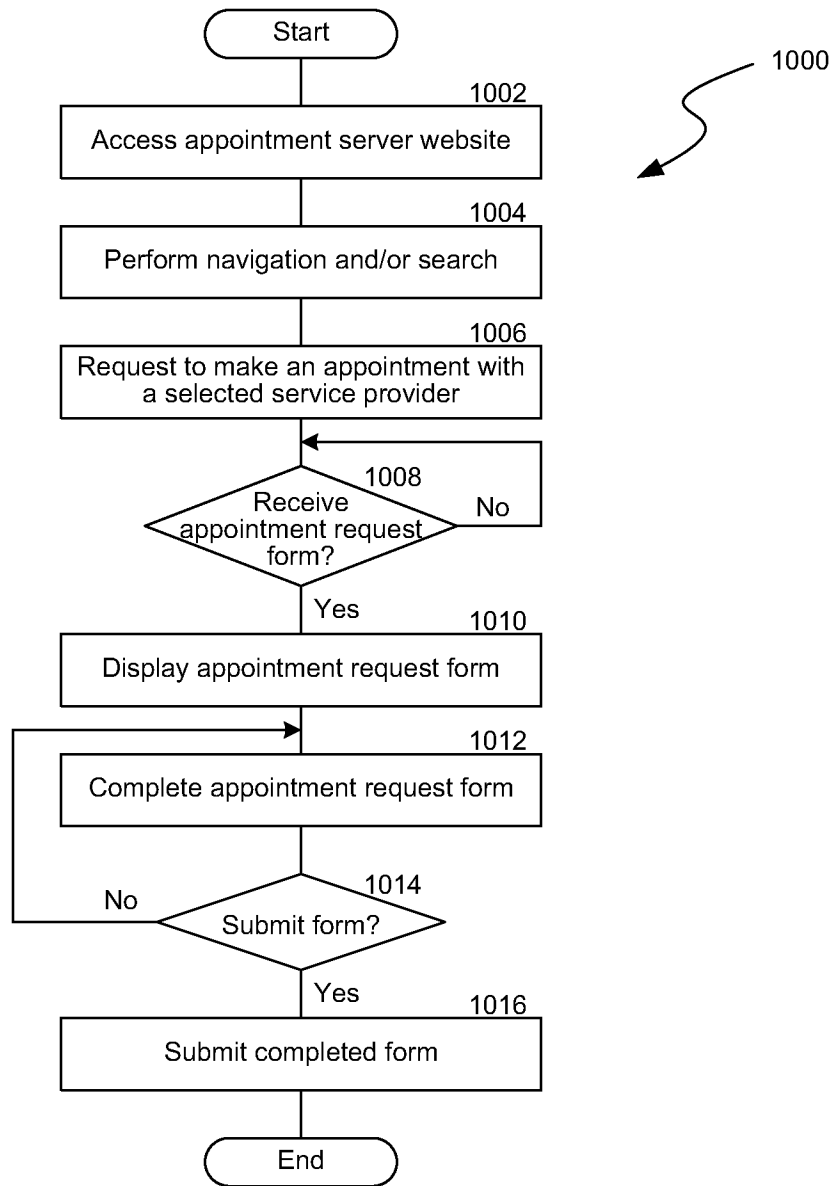 Start
1000
1002
Access appointment server website
1004
Perform navigation and/or search
1006
Request to make an appointment with
a selected service provider
1008
Receive
appointment request
form?
No
Yes
1010
Display appointment request form
1012
Complete appointment request form
1014
No
Submit form?
Yes
1016
Submit completed form
End